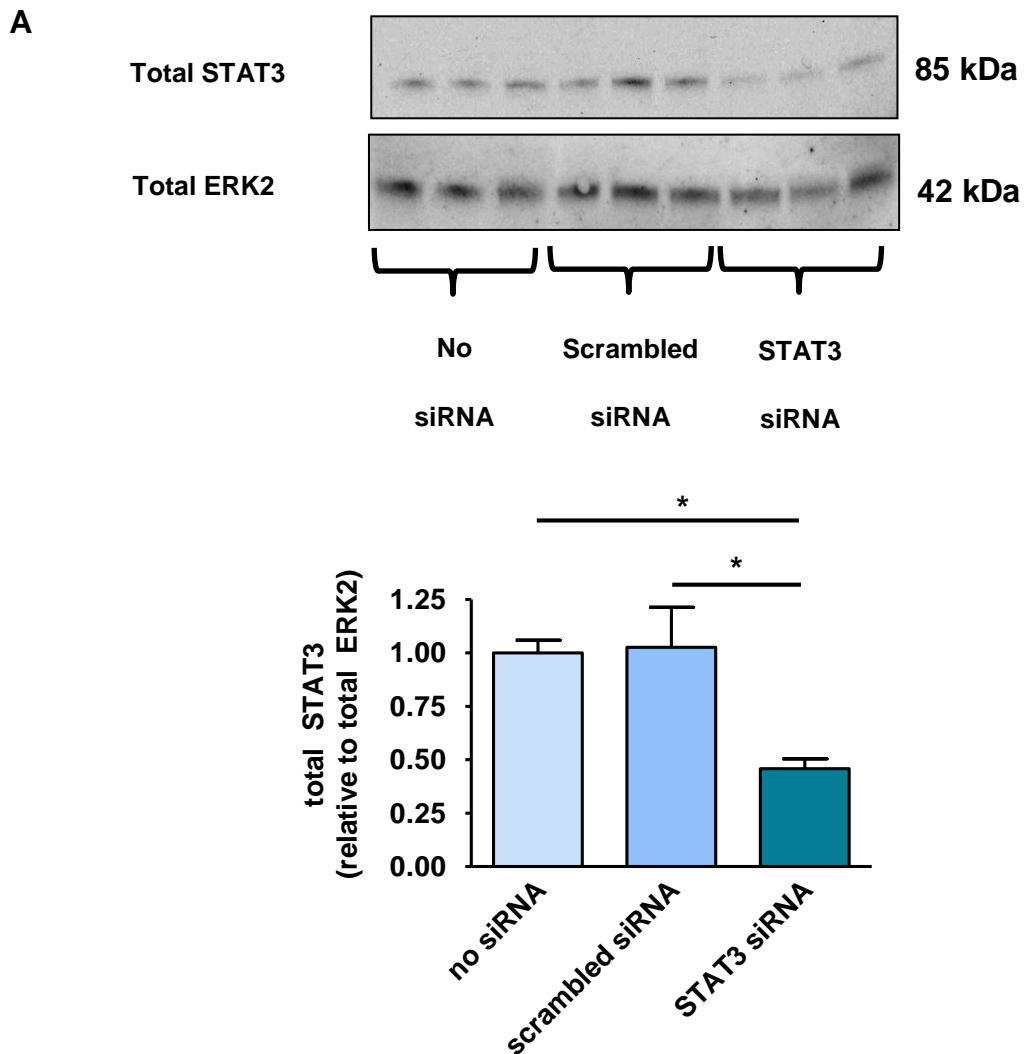 A
Total STAT3
85 kDa
Total ERK2
42 kDa
No
siRNA
Scrambled
siRNA
STAT3
siRNA
*
*
total STAT3
(relative to total ERK2)
1.25
1.00
0.75
0.50
0.25
0.00
no siRNA
scrambled siRNA
STAT3 siRNA